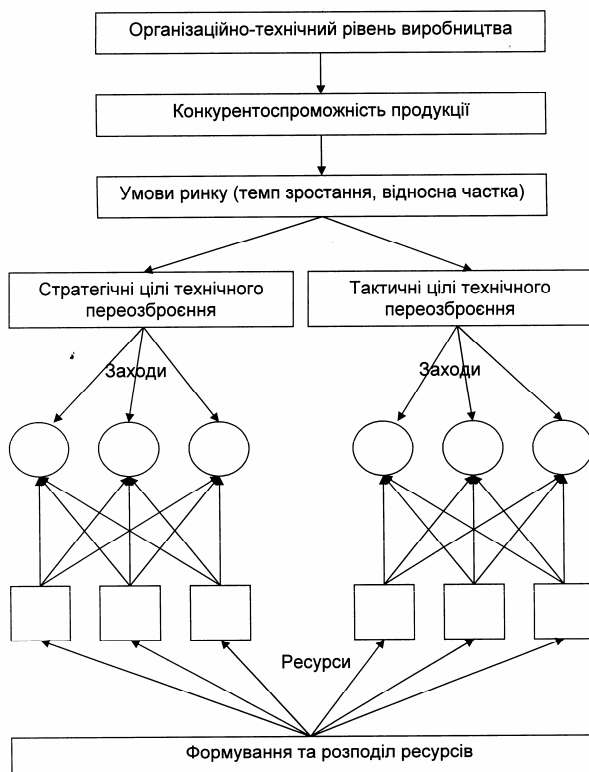 Організаційно-технічний рівень виробництва
Конкурентоспроможність продукції
Умови ринку (темп зростання, відносна частка)
Стратегічні цілі технічного
переозброєння
Тактичні цілі технічного
переозброєння
Заходи
Заходи
Ресурси
Формування та розподіл ресурсів